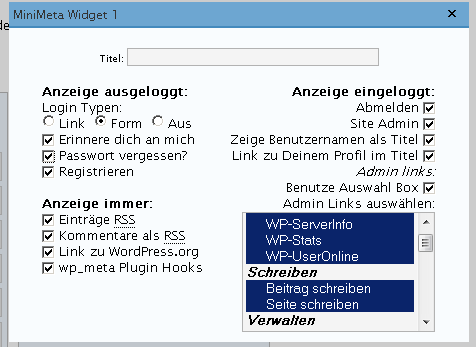 MiniMeta Widget 1
de
Titel:
Anzeige ausgeloggt:
Login Typen:
Link Form Aus
Erinnere dich an mich
Passwort vergessen?
Registrieren
Anzeige immer:
Einträge RSS
Kommentare als RSS
Link zu WordPress.org
wp_meta Plugin Hooks
Anzeige eingeloggt:
Abmelden
Site Admin
Zeige Benutzernamen als Titel
Link zu Deinem Profil im Titel
Admin links:
Benutze Auswahl Box
Admin Links auswählen:
WP-ServerInfo
WP-Stats
WP-UserOnline
Schreiben
Beitrag schreiben
Seite schreiben
Verwalten